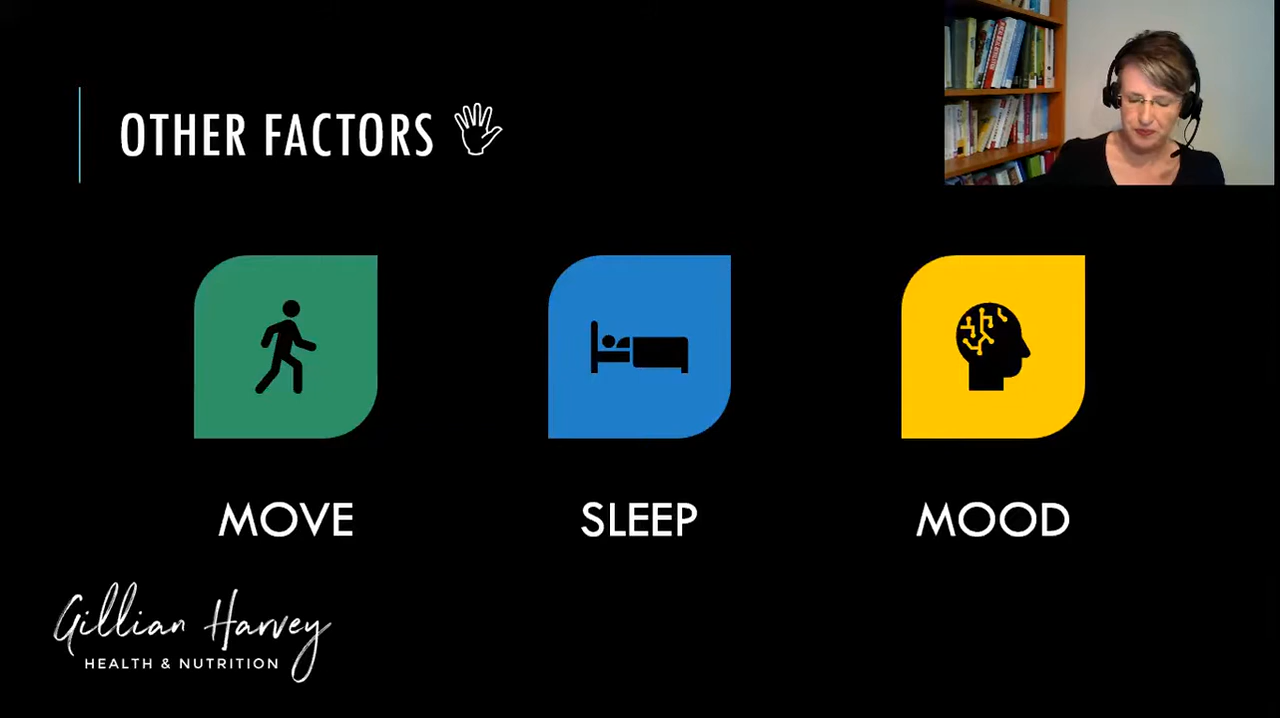 OTHER FACTORS
MOVE
SLEEP
MOOD
Gillian Harvey
HEALTH & NUTRITION